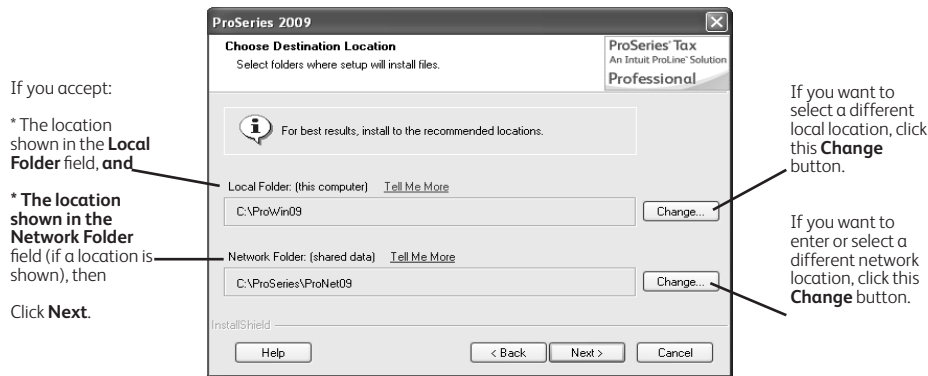 ProSeries 2009
Choose Destination Location
Select folders where setup will install files.
ProSeries® Tax
An Intuit ProLine® Solution
Professional
If you accept:
* The location
shown in the Local
Folder field, and
* The location
shown in the
Network Folder
field (if a location is
shown), then
Click Next.
For best results, install to the recommended locations.
Local Folder: (this computer) Tell Me More
C:\ProWin09
Change...
Network Folder: (shared data) Tell Me More
C:\ProSeries\ProNet09
Change...
InstallShield
Help
< Back
Next >
Cancel
If you want to
select a different
local location, click
this Change
button.
If you want to
enter or select a
different network
location, click this
Change button.